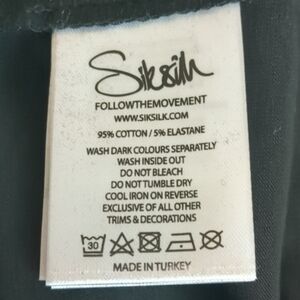 Siksilk
FOLLOWTHEMOVEMENT
WWW.SIKSILK.COM
95% COTTON / 5% ELASTANE
WASH DARK COLOURS SEPARATELY
WASH INSIDE OUT
DO NOT BLEACH
DO NOT TUMBLE DRY
COOL IRON ON REVERSE
EXCLUSIVE OF ALL OTHER
TRIMS & DECORATIONS
30
MADE IN TURKEY